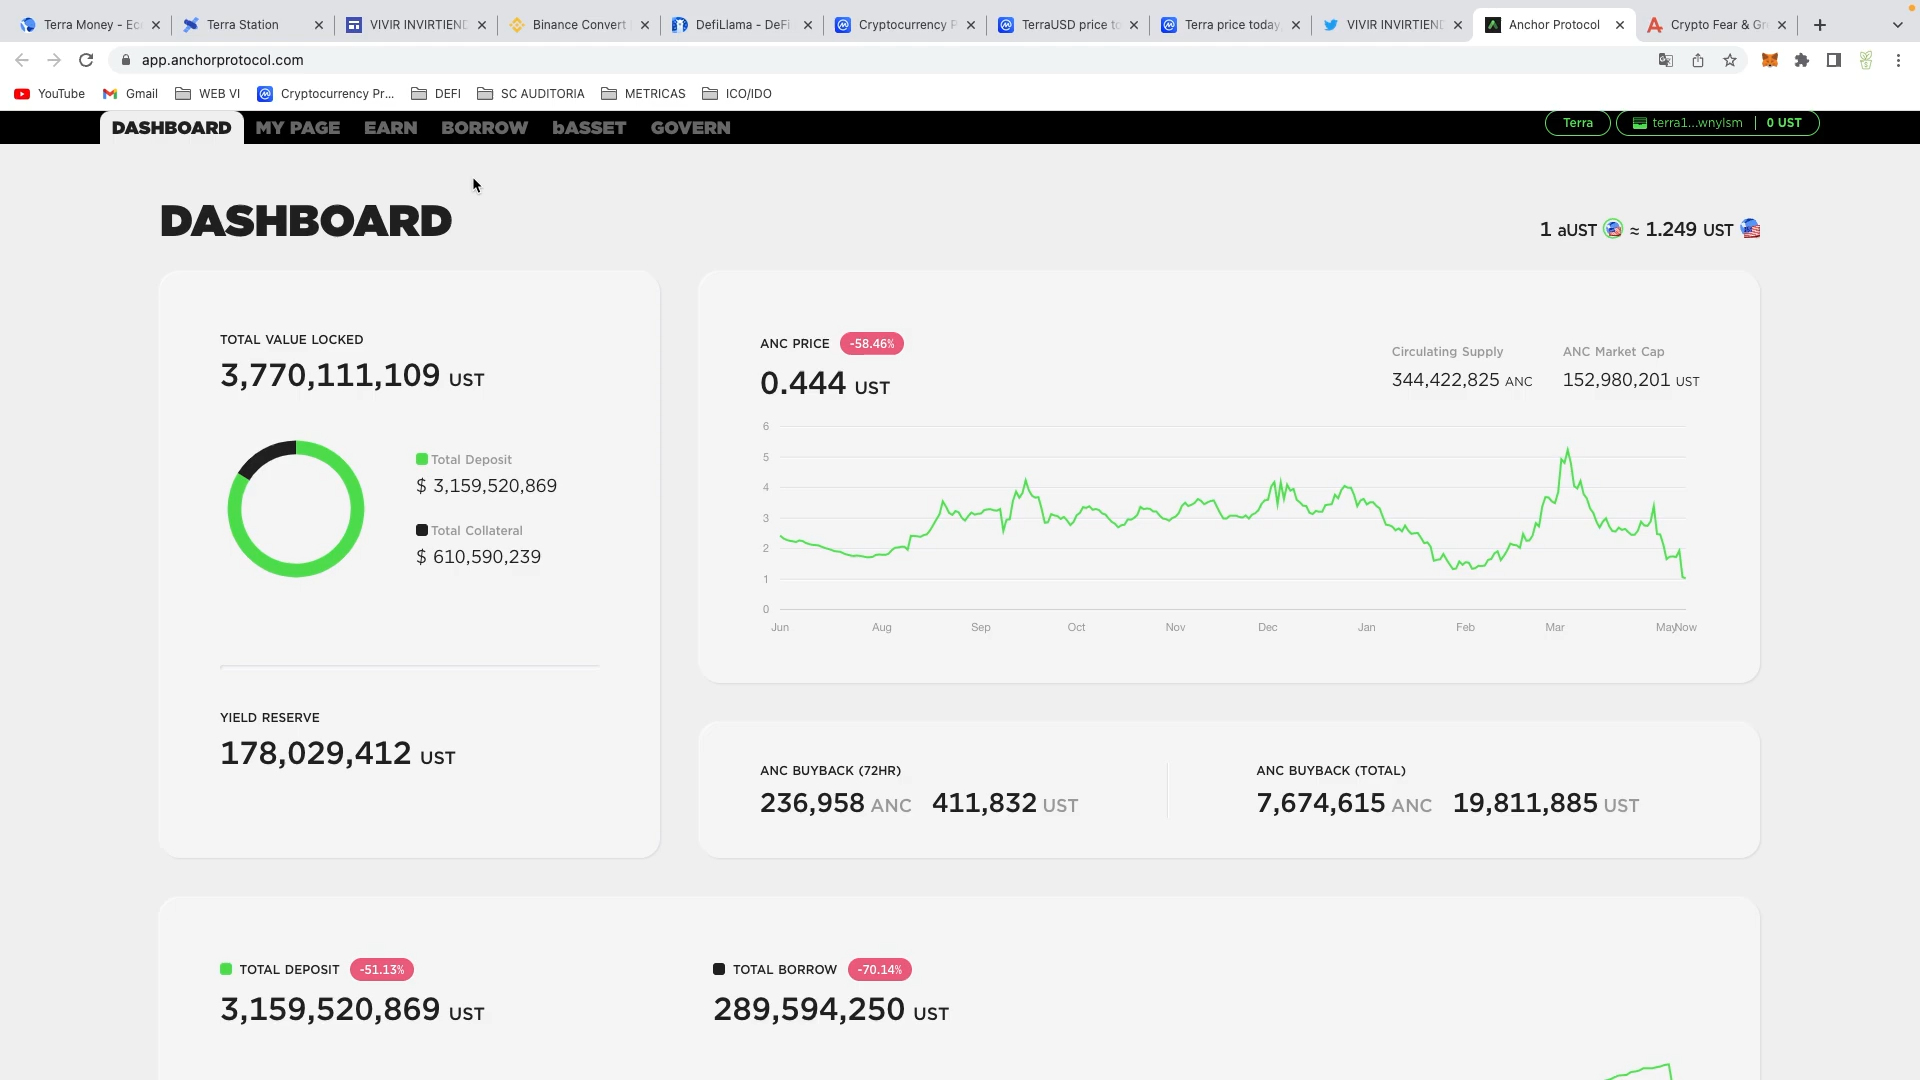 Terra Money - Ec
Terra Station
VIVIR INVIRTIEND
Binance Convert
DefiLlama - DeFi
Cryptocurrency P
TerraUSD price to
Terra price today,
VIVIR INVIRTIEND
Anchor Protocol
Crypto Fear & Gr
app.anchorprotocol.com
YouTube
Gmail
WEB VI
Cryptocurrency Pr...
DEFI
SC AUDITORIA
METRICAS
ICO/IDO
DASHBOARD
MY PAGE
EARN
BORROW
bASSET
GOVERN
Terra
terra1...wnylsm
0 UST
DASHBOARD
1 aUST ≈ 1.249 UST
TOTAL VALUE LOCKED
3,770,111,109 UST
Total Deposit
$ 3,159,520,869
Total Collateral
$ 610,590,239
YIELD RESERVE
178,029,412 UST
ANC PRICE -58.46%
0.444 UST
Circulating Supply
344,422,825 ANC
ANC Market Cap
152,980,201 UST
6
5
4
3
2
1
0
Jun Aug Sep Oct Nov Dec Jan Feb Mar May Now
ANC BUYBACK (72HR)
236,958 ANC 411,832 UST
ANC BUYBACK (TOTAL)
7,674,615 ANC 19,811,885 UST
TOTAL DEPOSIT -51.13%
3,159,520,869 UST
TOTAL BORROW -70.14%
289,594,250 UST